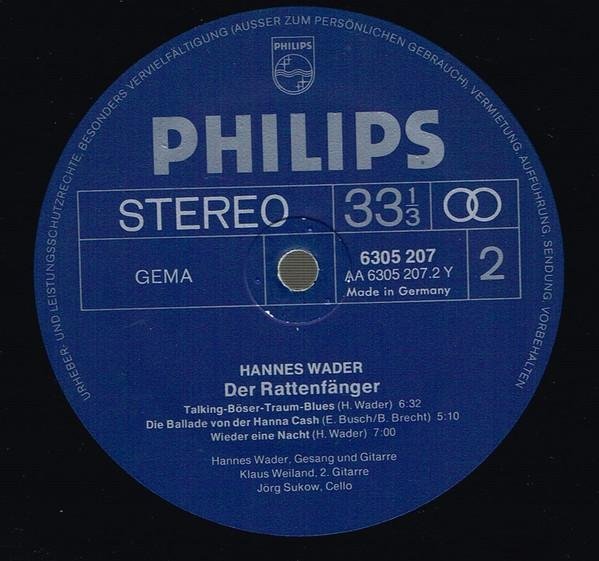 URHEBER- UND LEISTUNGSSCHUTZRECHTE, BESONDERS VERVIELFÄLTIGUNG (AUSSER ZUM PERSÖNLICHEN GEBRAUCH), VERMIETUNG, AUFFÜHRUNG, SENDUNG, VORBEHALTEN
PHILIPS
PHILIPS
STEREO 33 1/3
GEMA
6305 207
AA 6305 207.2 Y
Made in Germany
2
HANNES WADER
Der Rattenfänger
Talking-Böser-Traum-Blues (H. Wader) 6:32
Die Ballade von der Hanna Cash (E. Busch/B. Brecht) 5:10
Wieder eine Nacht (H. Wader) 7:00
Hannes Wader, Gesang und Gitarre
Klaus Weiland, 2. Gitarre
Jörg Sukow, Cello